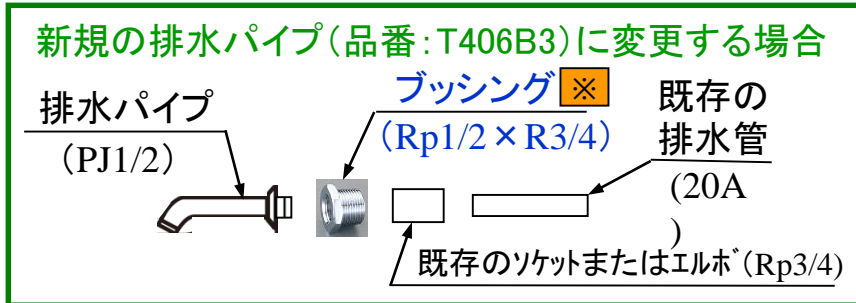 新規の排水パイプ(品番:T406B3)に変更する場合
排水パイプ
(PJ1/2)
ブッシング ※
(Rp1/2×R3/4)
既存の
排水管
(20A
)
既存のソケットまたはエルボ(Rp3/4)